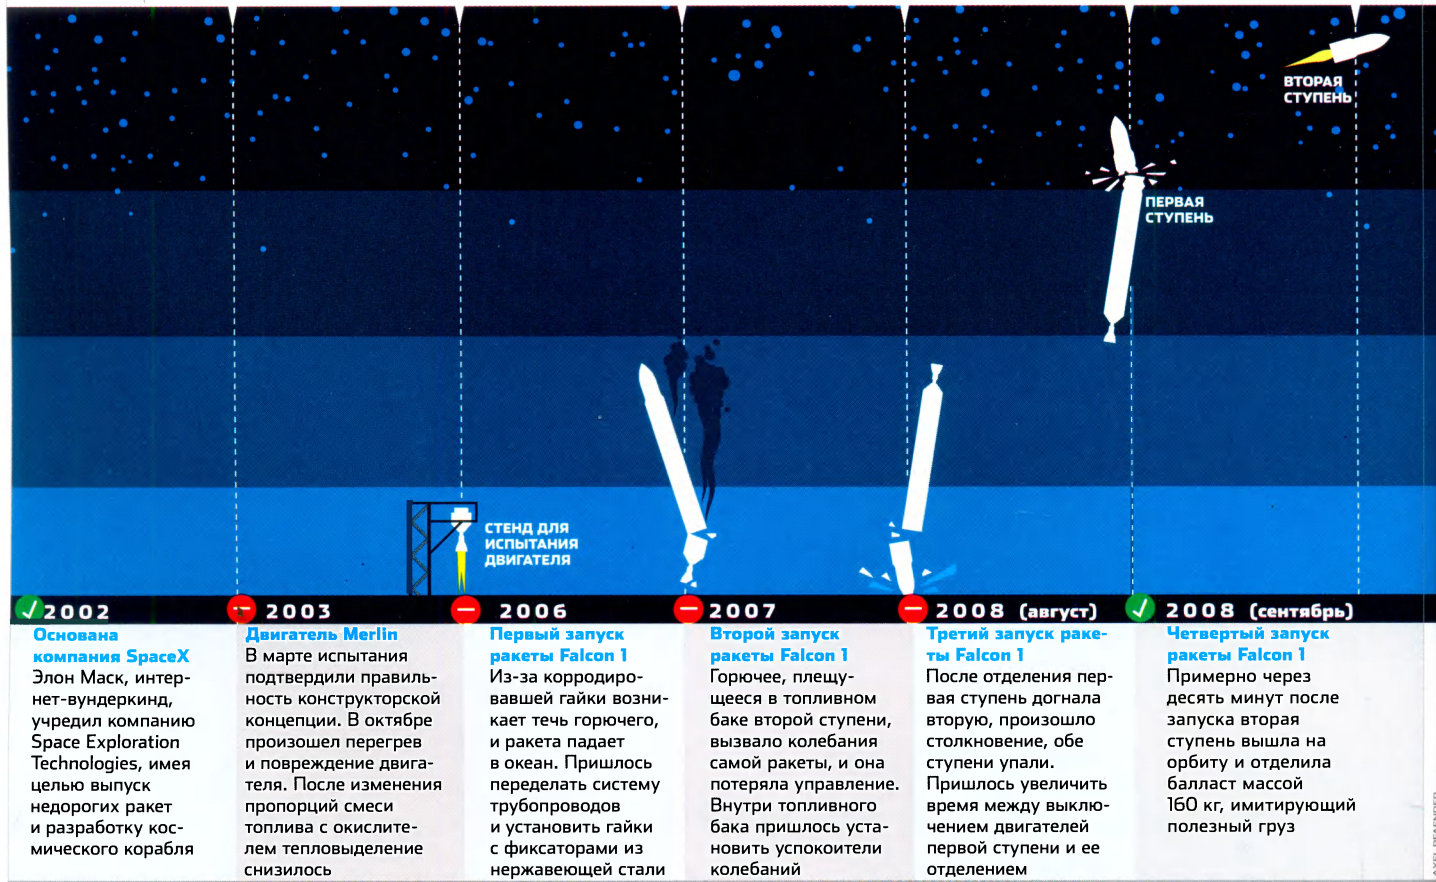 ВТОРАЯ
СТУПЕНЬ
ПЕРВАЯ
СТУПЕНЬ
СТЕНД ДЛЯ
ИСПЫТАНИЯ
ДВИГАТЕЛЯ
2002
Основана
компания SpaceX
Элон Маск, интер-
нет-вундеркинд,
учредил компанию
Space Exploration
Technologies, имея
целью выпуск
недорогих ракет
и разработку кос-
мического корабля
2003
Двигатель Merlin
В марте испытания
подтвердили правиль-
ность конструкторской
концепции. В октябре
произошел перегрев
и повреждение двига-
теля. После изменения
пропорций смеси
топлива с окислите-
лем тепловыделение
снизилось
2006
Первый запуск
ракеты Falcon 1
Из-за корродиро-
вавшей гайки возни-
кает течь горючего,
и ракета падает
в океан. Пришлось
переделать систему
трубопроводов
и установить гайки
с фиксаторами из
нержавеющей стали
2007
Второй запуск
ракеты Falcon 1
Горючее, плещу-
щееся в топливном
баке второй ступени,
вызвало колебания
самой ракеты, и она
потеряла управление.
Внутри топливного
бака пришлось уста-
новить успокоители
колебаний
2008 (август)
Третий запуск раке-
ты Falcon 1
После отделения пер-
вая ступень догнала
вторую, произошло
столкновение, обе
ступени упали.
Пришлось увеличить
время между выклю-
чением двигателей
первой ступени и ее
отделением
2008 (сентябрь)
Четвертый запуск
ракеты Falcon 1
Примерно через
десять минут после
запуска вторая
ступень вышла на
орбиту и отделила
балласт массой
160 кг, имитирующий
полезный груз